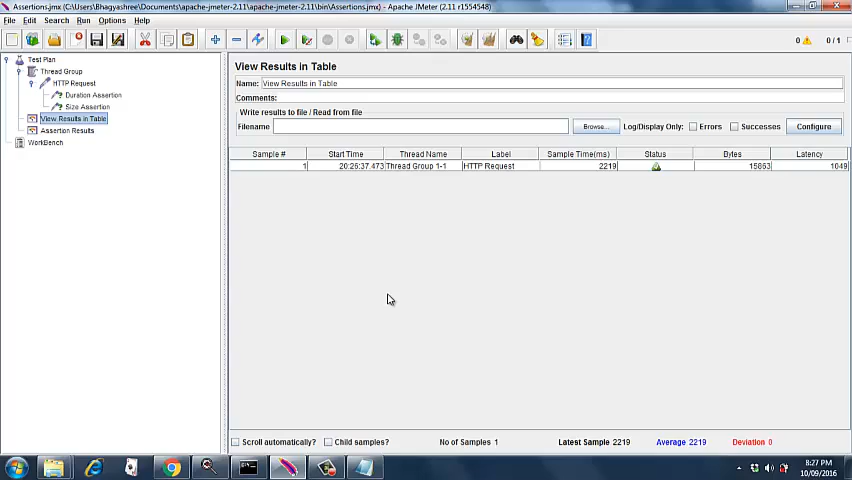 Assertions.jmx (C:\Users\Bhagyashree\Documents\apache-jmeter-2.11\apache-jmeter-2.11\bin\Assertions.jmx) - Apache JMeter (2.11 r1554548)
File Edit Search Run Options Help
0 0 / 1
Test Plan
Thread Group
HTTP Request
Duration Assertion
Size Assertion
View Results in Table
Assertion Results
WorkBench
View Results in Table
Name: View Results in Table
Comments:
Write results to file / Read from file
Filename Browse... Log/Display Only: Errors Successes Configure
Sample # Start Time Thread Name Label Sample Time(ms) Status Bytes Latency
1 20:26:37.473 Thread Group 1-1 HTTP Request 2219 15863 1049
Scroll automatically? Child samples? No of Samples 1 Latest Sample 2219 Average 2219 Deviation 0
8:27 PM
10/09/2016